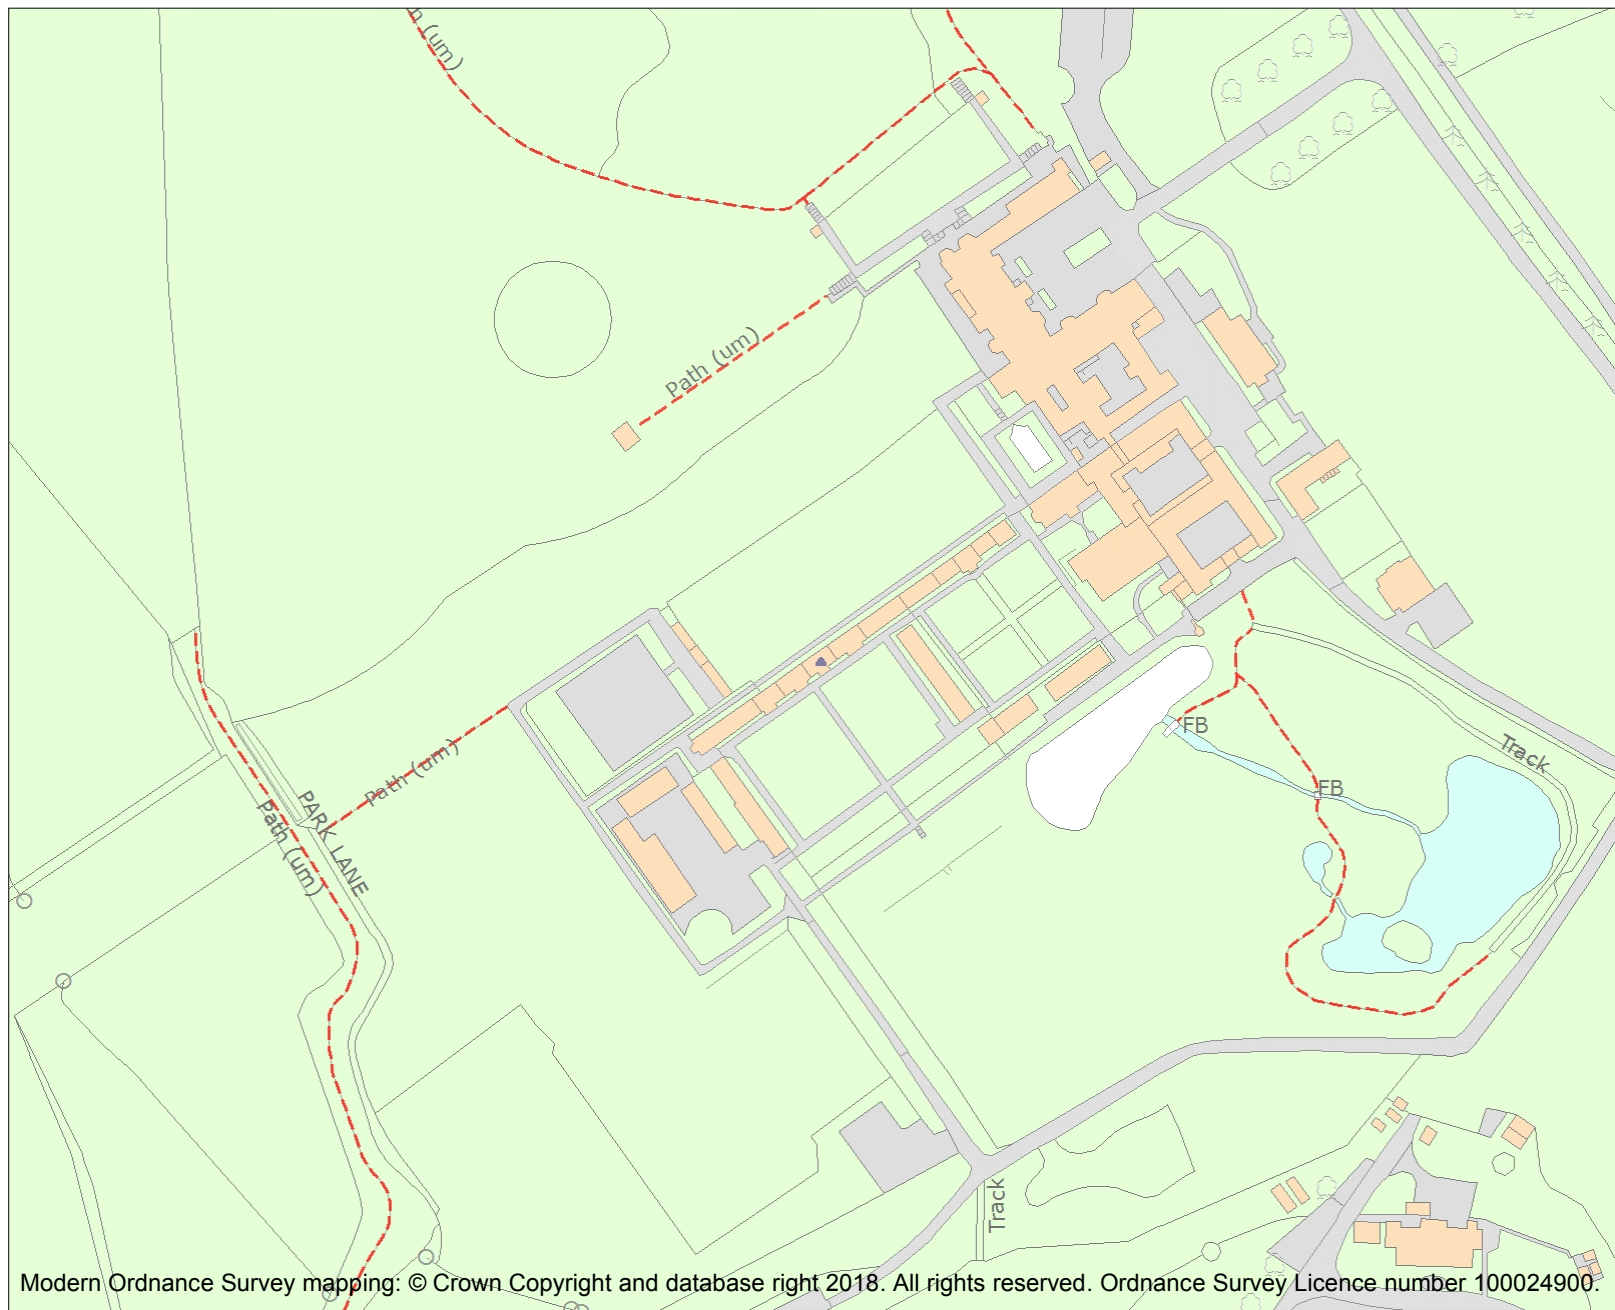 (um)
Path (um)
Path (um)
PARK LANE
Path (um)
FB
FB
Track
Track
Modern Ordnance Survey mapping: © Crown Copyright and database right 2018. All rights reserved. Ordnance Survey Licence number 100024900.